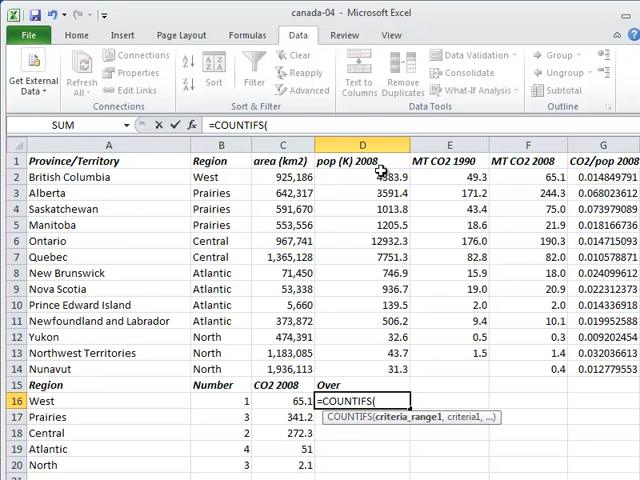 canada-04 - Microsoft Excel
File Home Insert Page Layout Formulas Data Review View
Get External Data
Refresh All
Connections
Properties
Edit Links
Connections
Sort
Filter
Clear
Reapply
Advanced
Sort & Filter
Text to Columns
Remove Duplicates
Data Validation
Consolidate
What-If Analysis
Data Tools
Group
Ungroup
Subtotal
Outline
SUM =COUNTIFS(
A B C D E F G
1 Province/Territory Region area (km2) pop (K) 2008 MT CO2 1990 MT CO2 2008 CO2/pop 2008
2 British Columbia West 925,186 4383.9 49.3 65.1 0.014849791
3 Alberta Prairies 642,317 3591.4 171.2 244.3 0.068023612
4 Saskatchewan Prairies 591,670 1013.8 43.4 75.0 0.073979089
5 Manitoba Prairies 553,556 1205.5 18.6 21.9 0.018166736
6 Ontario Central 967,741 12932.3 176.0 190.3 0.014715093
7 Quebec Central 1,365,128 7751.3 82.8 82.0 0.010578871
8 New Brunswick Atlantic 71,450 746.9 15.9 18.0 0.024099612
9 Nova Scotia Atlantic 53,338 936.7 19.0 20.9 0.022312373
10 Prince Edward Island Atlantic 5,660 139.5 2.0 2.0 0.014336918
11 Newfoundland and Labrador Atlantic 373,872 506.2 9.4 10.1 0.019952588
12 Yukon North 474,391 32.6 0.5 0.3 0.009202454
13 Northwest Territories North 1,183,085 43.7 1.5 1.4 0.032036613
14 Nunavut North 1,936,113 31.3 0.4 0.012779553
15 Region Number CO2 2008 Over
16 West 1 65.1 =COUNTIFS(
COUNTIFS(criteria_range1, criteria1, ...)
17 Prairies 3 341.2
18 Central 2 272.3
19 Atlantic 4 51
20 North 3 2.1